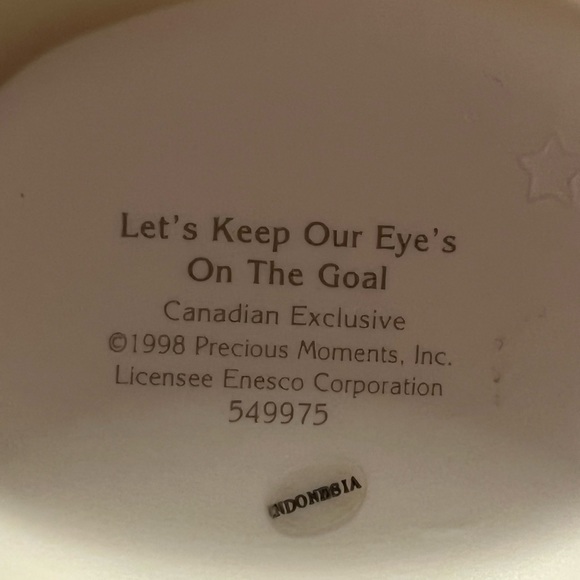 Let's Keep Our Eye's
On The Goal
Canadian Exclusive
©1998 Precious Moments, Inc.
Licensee Enesco Corporation
549975
INDONESIA